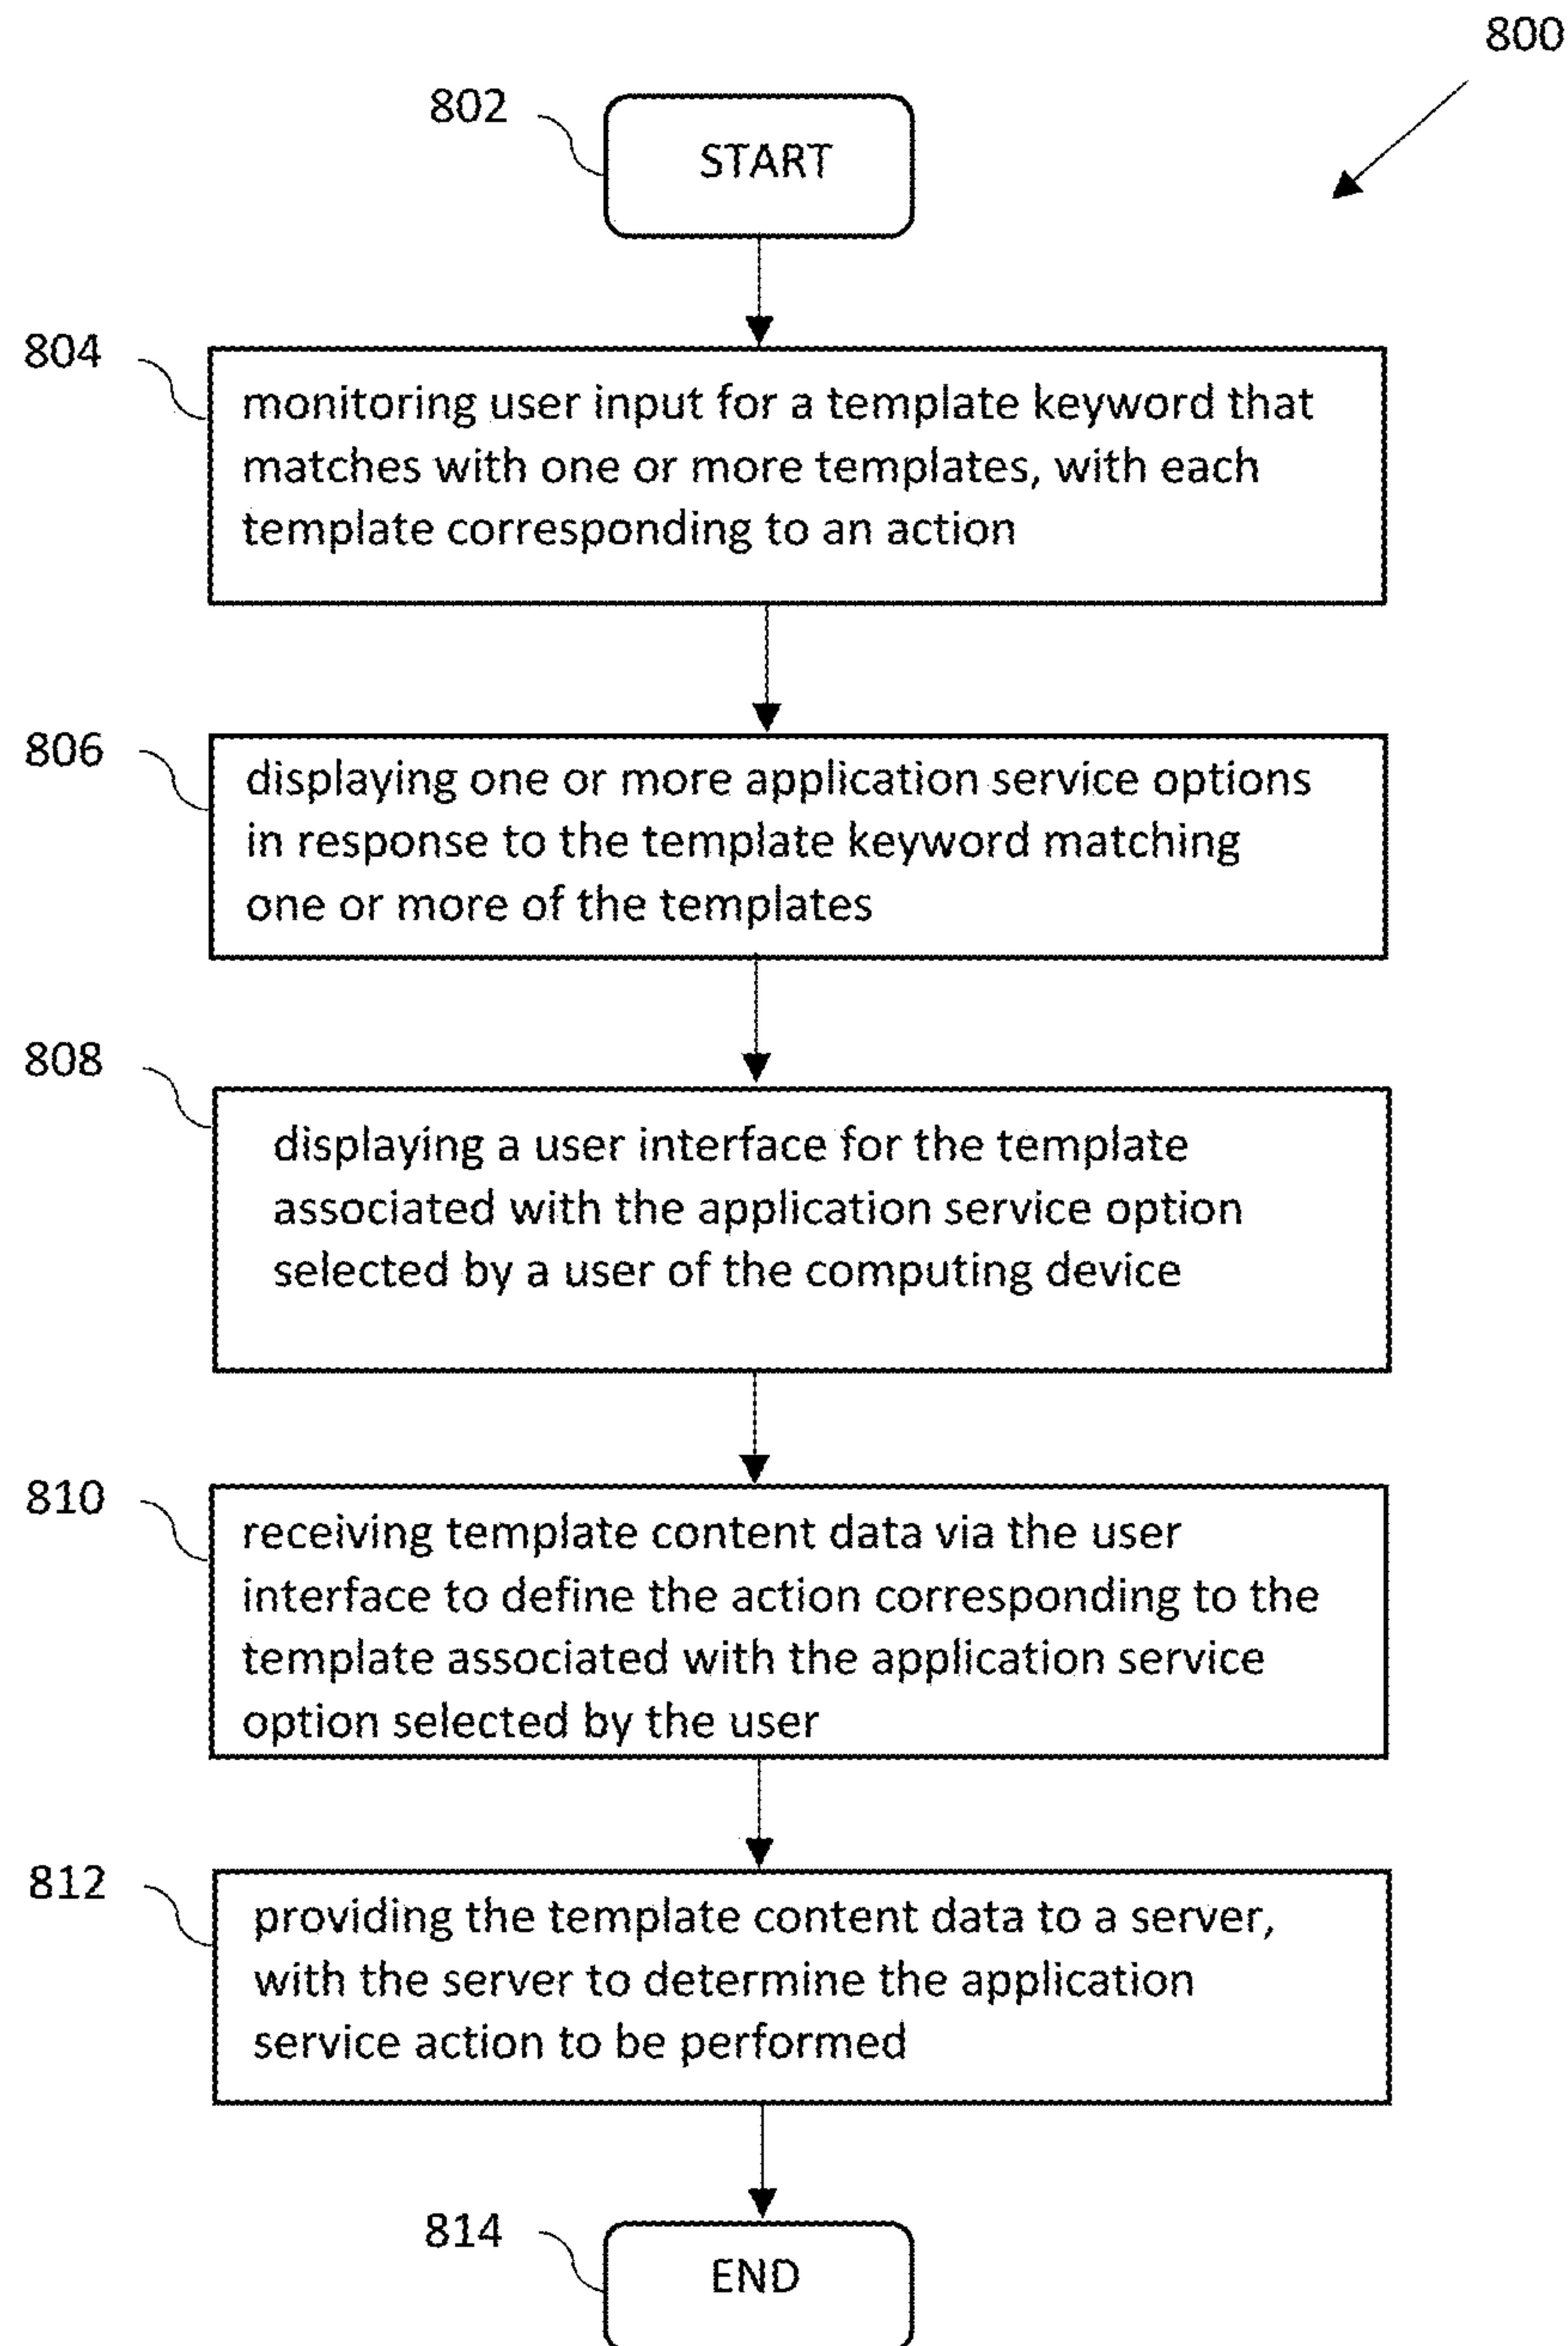 800
802
START
804
monitoring user input for a template keyword that
matches with one or more templates, with each
template corresponding to an action
806
displaying one or more application service options
in response to the template keyword matching
one or more of the templates
808
displaying a user interface for the template
associated with the application service option
selected by a user of the computing device
810
receiving template content data via the user
interface to define the action corresponding to the
template associated with the application service
option selected by the user
812
providing the template content data to a server,
with the server to determine the application
service action to be performed
814
END